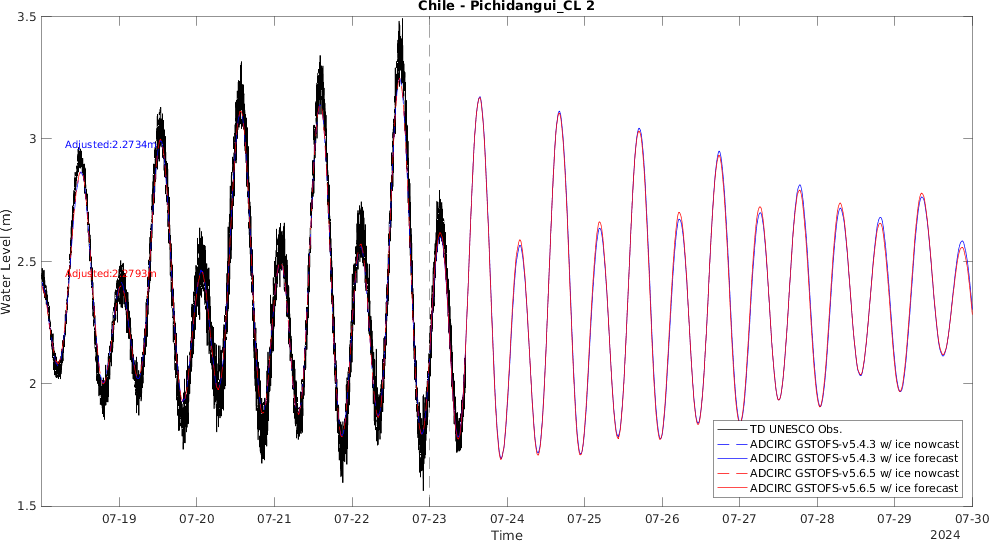 Chile - Pichidangui_CL 2
3.5
3
2.5
2
1.5
Water Level (m)
Adjusted:2.2734m
Adjusted:2.2793m
07-19
07-20
07-21
07-22
07-23
07-24
07-25
07-26
07-27
07-28
07-29
07-30
Time
2024
TD UNESCO Obs.
ADCIRC GSTOFS-v5.4.3 w/ ice nowcast
ADCIRC GSTOFS-v5.4.3 w/ ice forecast
ADCIRC GSTOFS-v5.6.5 w/ ice nowcast
ADCIRC GSTOFS-v5.6.5 w/ ice forecast